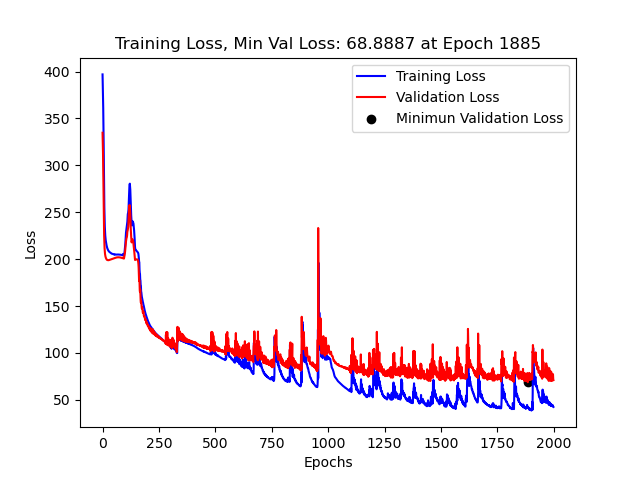 Training Loss, Min Val Loss: 68.8887 at Epoch 1885
Training Loss
Validation Loss
Minimun Validation Loss
Loss
400
350
300
250
200
150
100
50
0 250 500 750 1000 1250 1500 1750 2000
Epochs